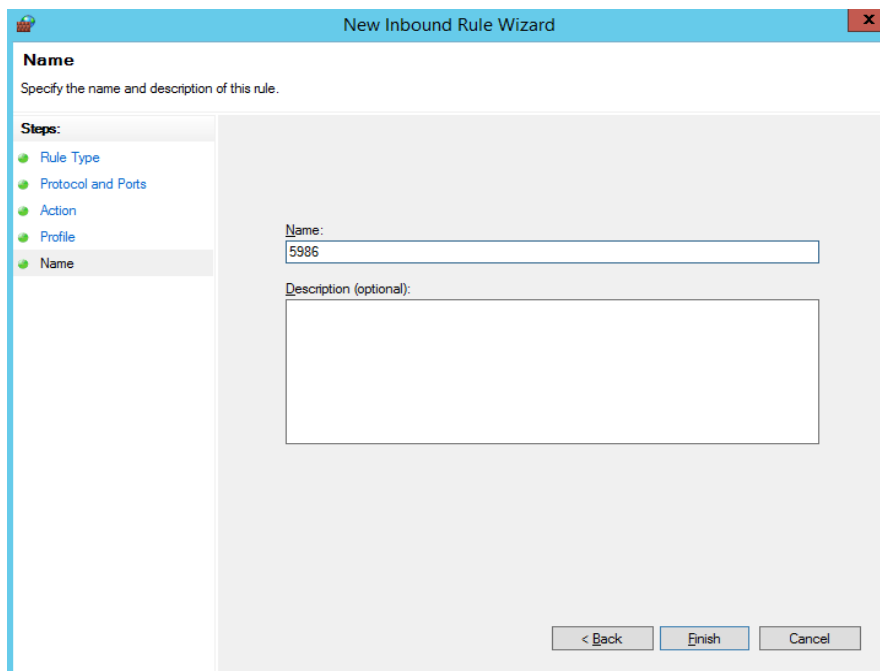 New Inbound Rule Wizard
x
Name
Specify the name and description of this rule.
Steps:
Rule Type
Protocol and Ports
Action
Profile
Name
Name:
5986
Description (optional):
< Back Finish Cancel